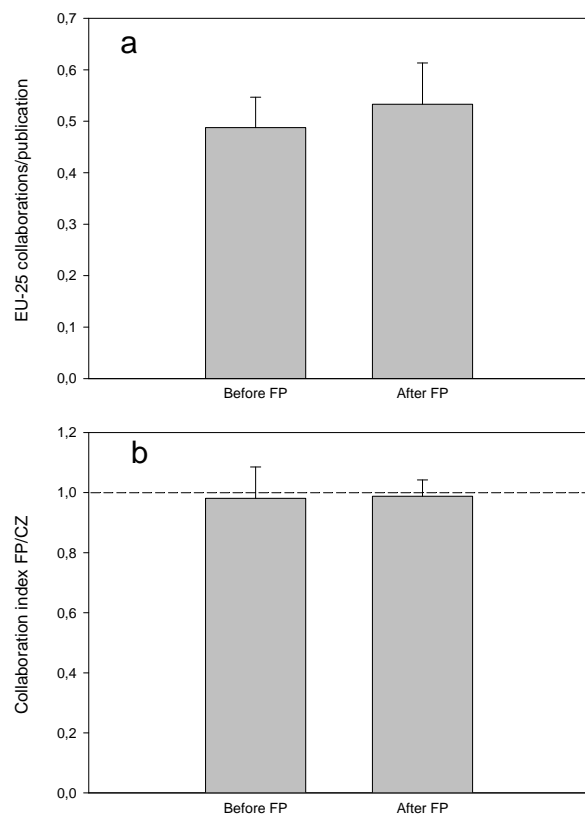 a
EU-25 collaborations/publication
0,7
0,6
0,5
0,4
0,3
0,2
0,1
0,0
Before FP
After FP
b
Collaboration index FP/CZ
1,2
1,0
0,8
0,6
0,4
0,2
0,0
Before FP
After FP